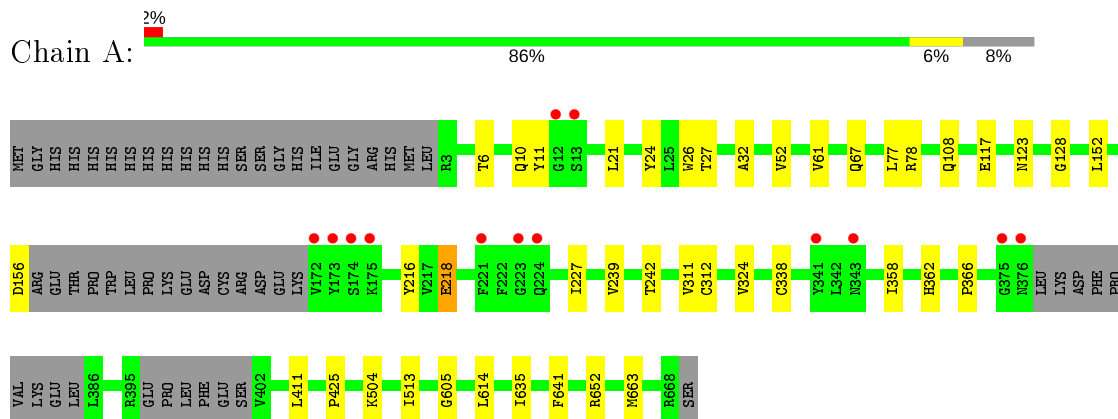 2%
Chain A:
86% 6% 8%
MET GLY HIS HIS HIS HIS HIS HIS HIS HIS HIS HIS SER SER GLY HIS ILE GLU GLY ARG HIS MET LEU R3 T6 Q10 Y11 G12 S13 L21 Y24 L25 W26 T27 A32 V52 V61 Q67 L77 R78 Q108 E117 N123 G128 L152
D156 ARG GLU THR PRO TRP LEU PRO LYS GLU ASP CYS ARG ASP GLU LYS V172 Y173 S174 K175 Y216 V217 E218 F221 F222 G223 Q224 I227 V239 T242 V311 C312 V324 C338 Y341 L342 N343 I358 H362 P366 G375 N376 LEU LYS ASP PHE PRO
VAL LYS GLU LEU L386 R395 GLU PRO LEU PHE GLU SER V402 L411 P425 K504 I513 G605 L614 I635 F641 R652 M663 R668 SER